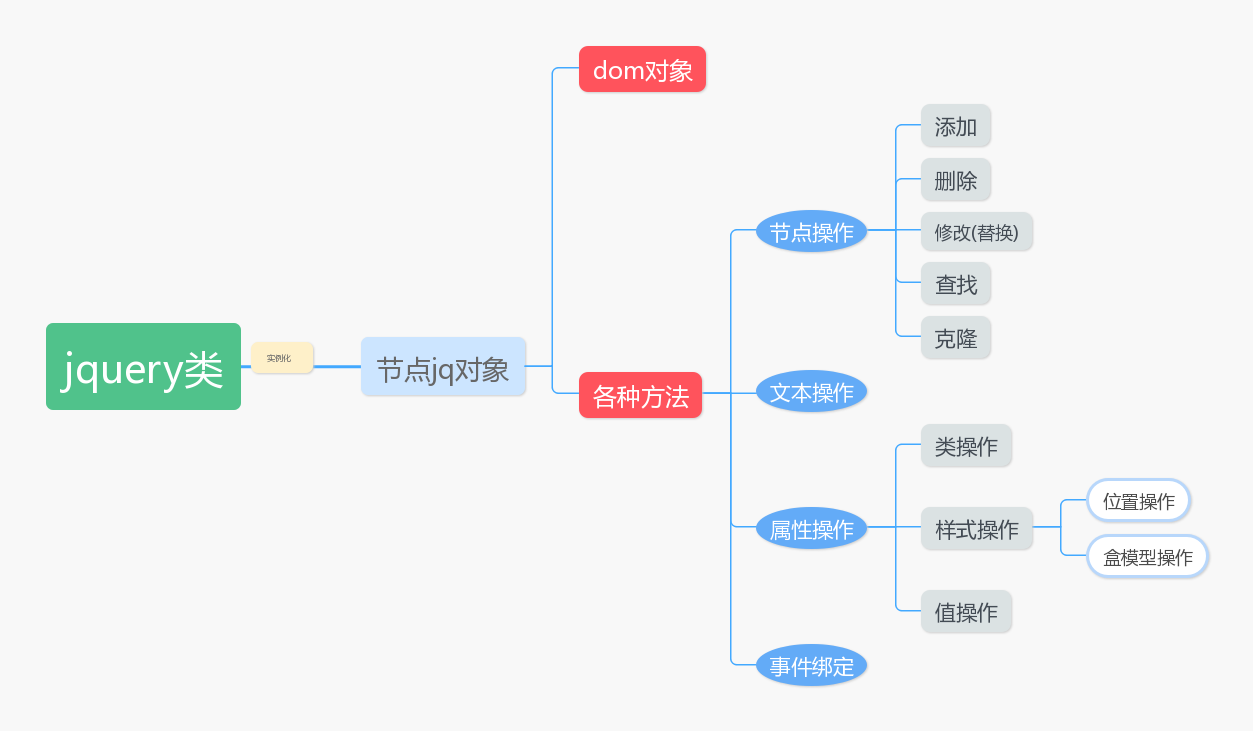 jquery类
实例化
节点jq对象
dom对象
各种方法
节点操作
添加
删除
修改(替换)
查找
克隆
文本操作
属性操作
类操作
样式操作
位置操作
盒模型操作
值操作
事件绑定